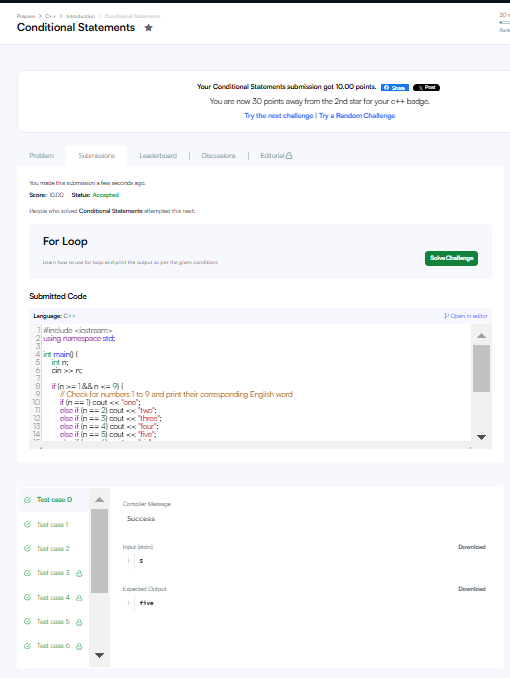 Prepare > C++ > Introduction > Conditional Statements
Conditional Statements
30
Rank
Your Conditional Statements submission got 10.00 points. Share Post
You are now 30 points away from the 2nd star for your c++ badge.
Try the next challenge | Try a Random Challenge
Problem Submissions Leaderboard Discussions Editorial
You made this submission a few seconds ago.
Score: 10.00 Status: Accepted
People who solved Conditional Statements attempted this next:
For Loop
Learn how to use for loop and print the output as per the given conditions
Solve Challenge
Submitted Code
Language: C++ Open in editor
1 #include <iostream>
2 using namespace std;
3
4 int main() {
5 int n;
6 cin >> n;
7
8 if (n >= 1 && n <= 9) {
9 // Check for numbers 1 to 9 and print their corresponding English word
10 if (n == 1) cout << "one";
11 else if (n == 2) cout << "two";
12 else if (n == 3) cout << "three";
13 else if (n == 4) cout << "four";
14 else if (n == 5) cout << "five";
Test case 0
Test case 1
Test case 2
Test case 3
Test case 4
Test case 5
Test case 6
Compiler Message
Success
Input (stdin) Download
1 5
Expected Output Download
1 five